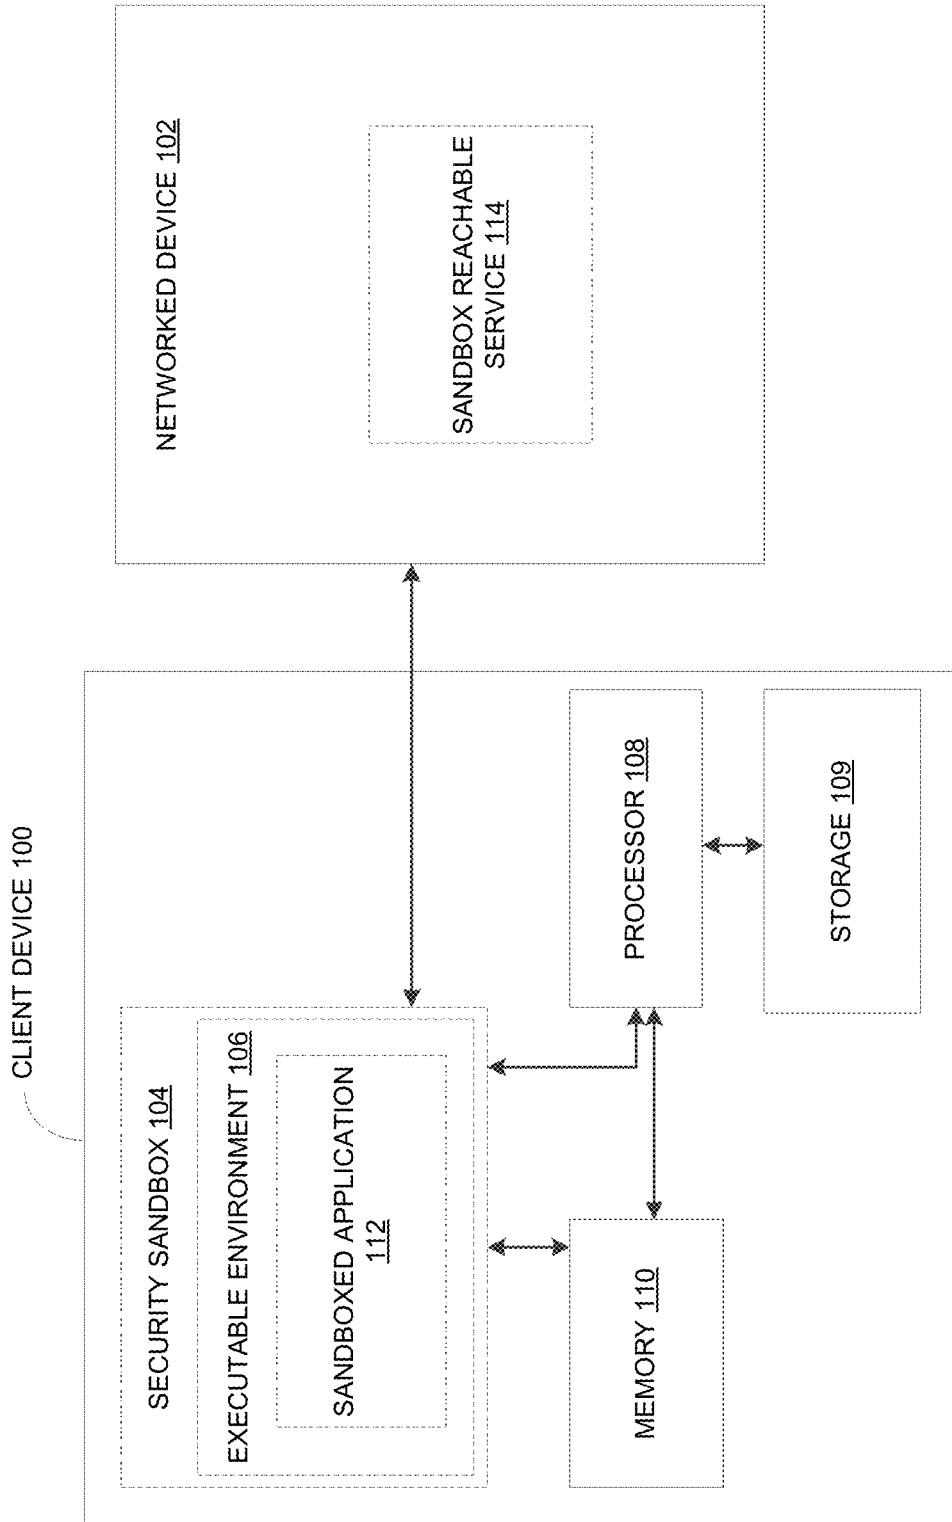 CLIENT DEVICE 100
SECURITY SANDBOX 104
EXECUTABLE ENVIRONMENT 106
SANDBOXED APPLICATION
112
MEMORY 110
PROCESSOR 108
STORAGE 109
NETWORKED DEVICE 102
SANDBOX REACHABLE
SERVICE 114